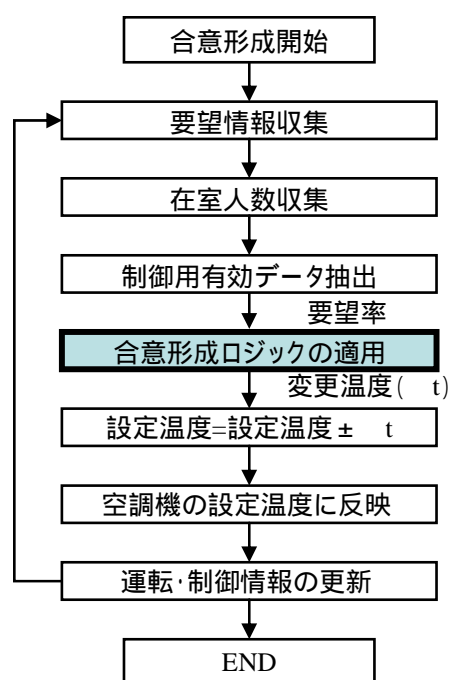 合意形成開始
要望情報収集
在室人数収集
制御用有効データ抽出
要望率
合意形成ロジックの適用
変更温度( t)
設定温度=設定温度± t
空調機の設定温度に反映
運転･制御情報の更新
END